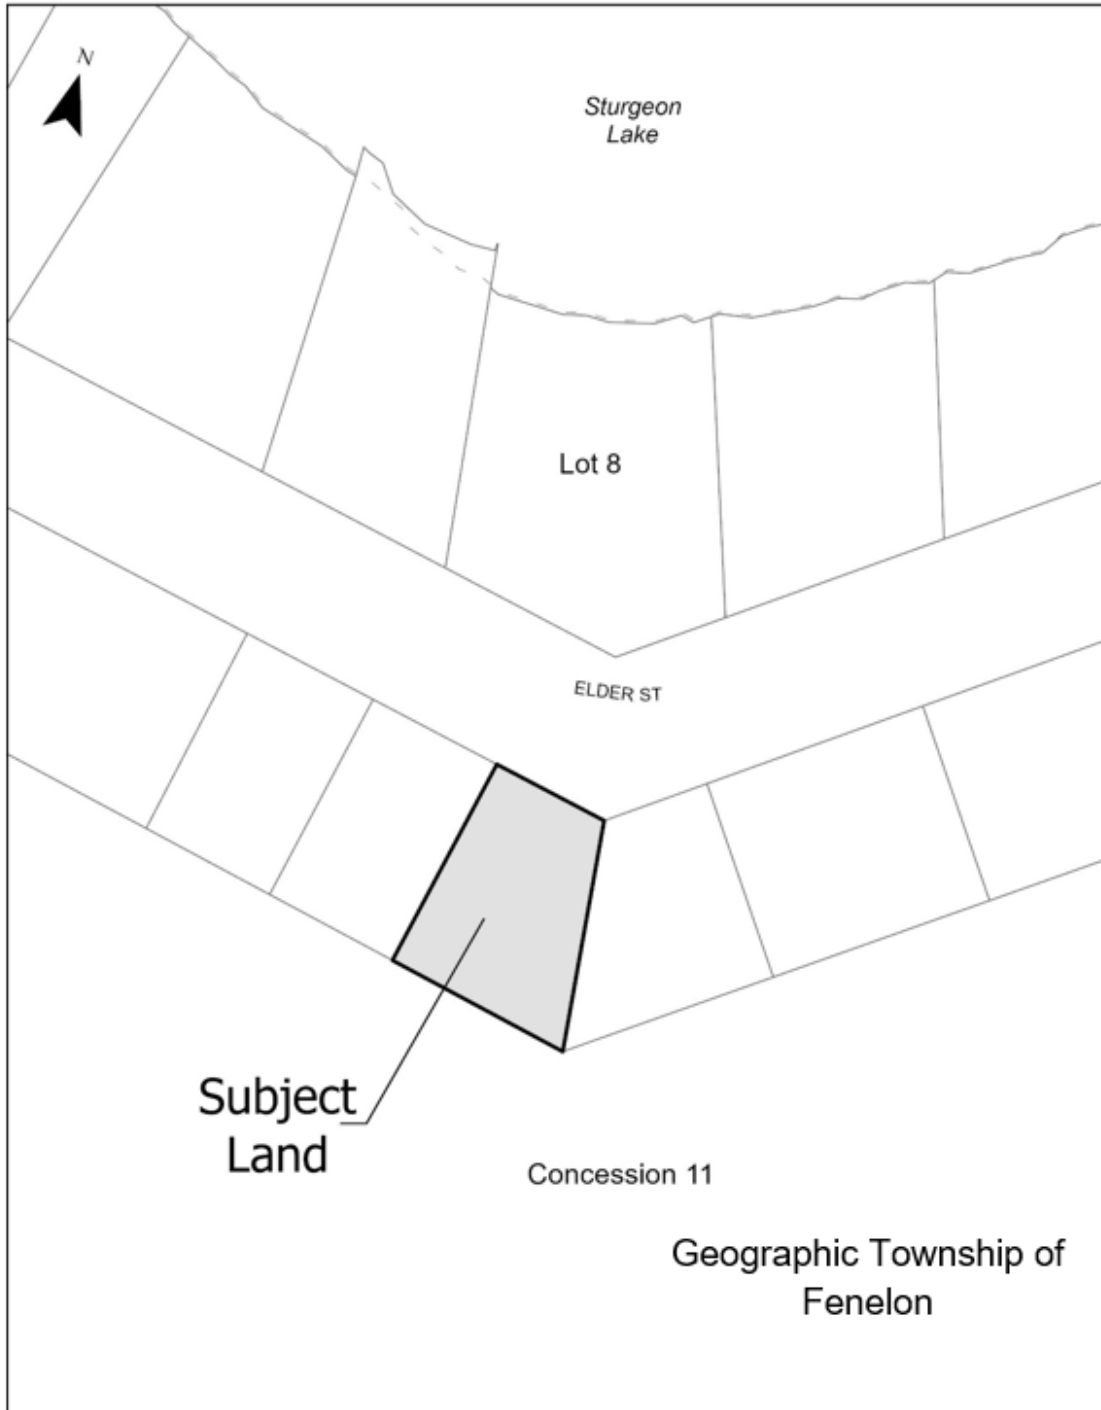 N
Sturgeon
Lake
Lot 8
ELDER ST
Subject
Land
Concession 11
Geographic Township of
Fenelon